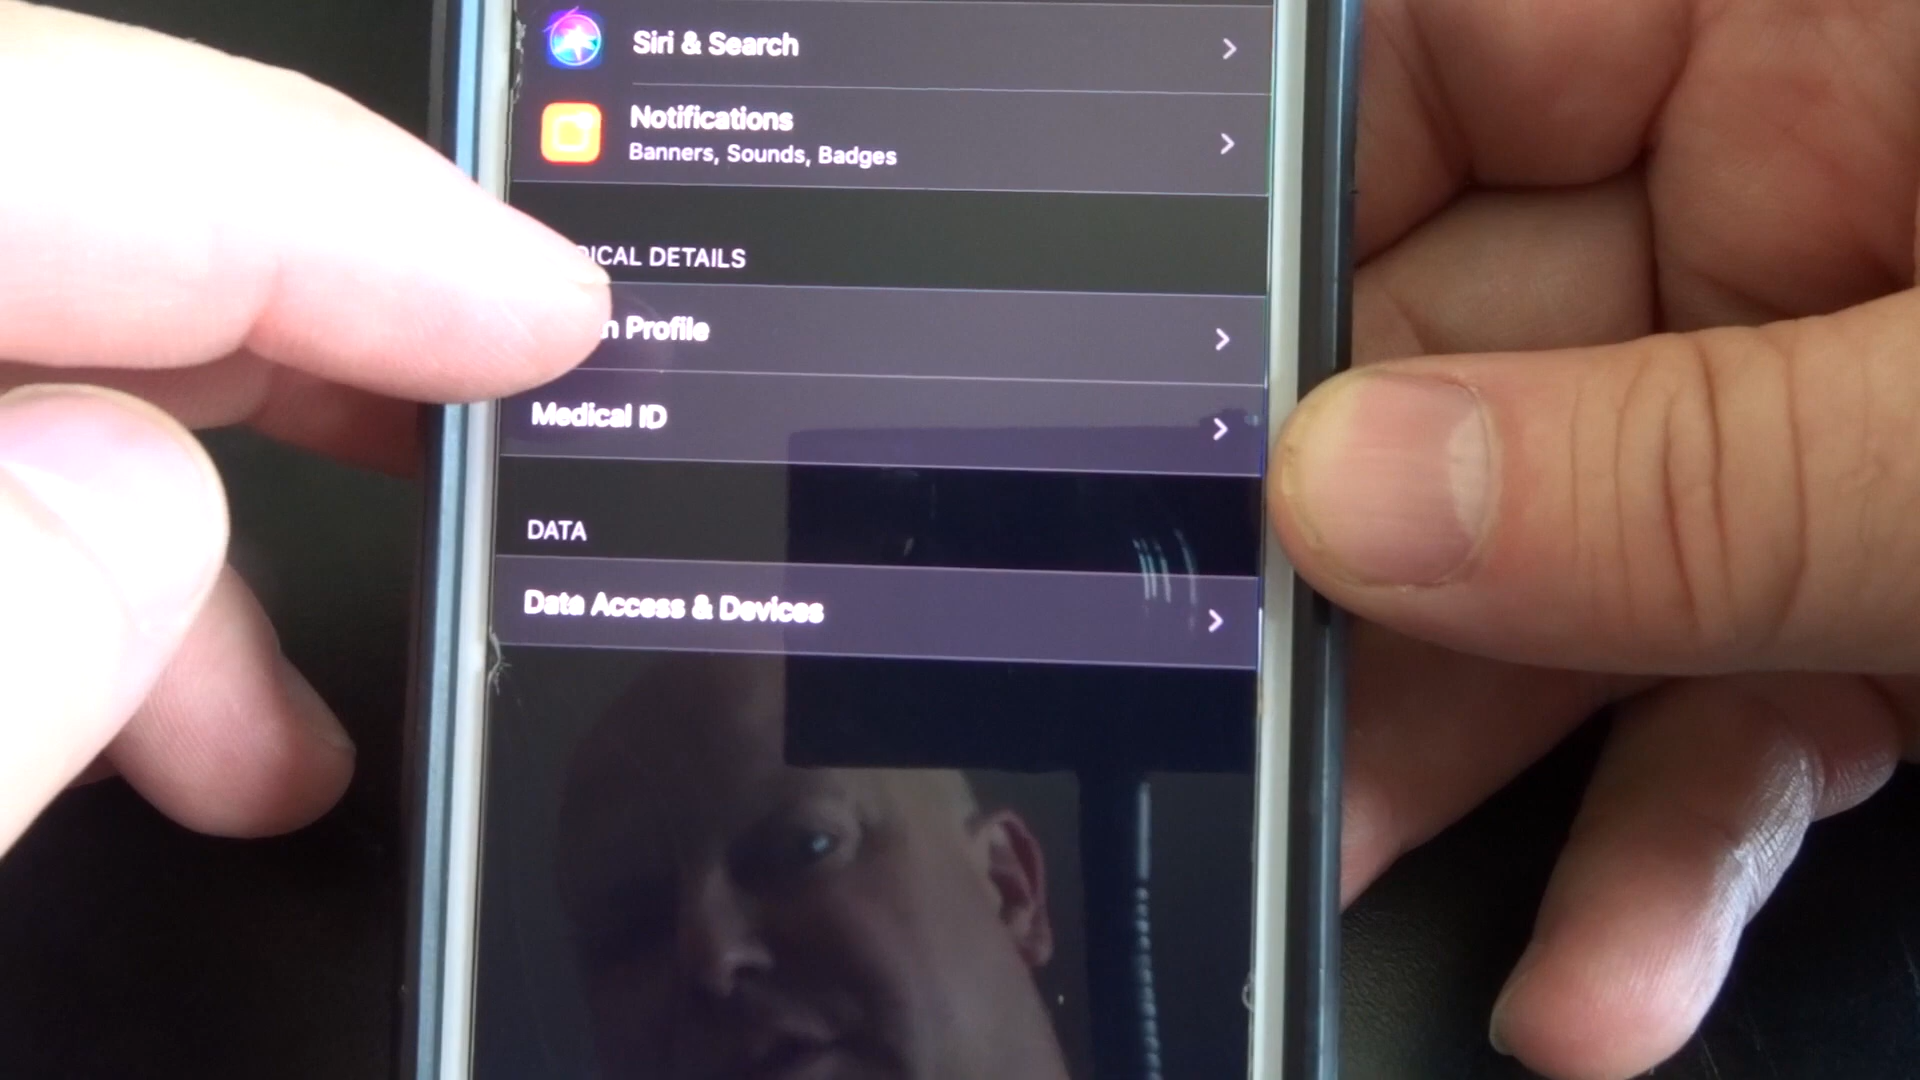 Siri & Search
Notifications
Banners, Sounds, Badges
ICAL DETAILS
Profile
Medical ID
DATA
Data Access & Devices